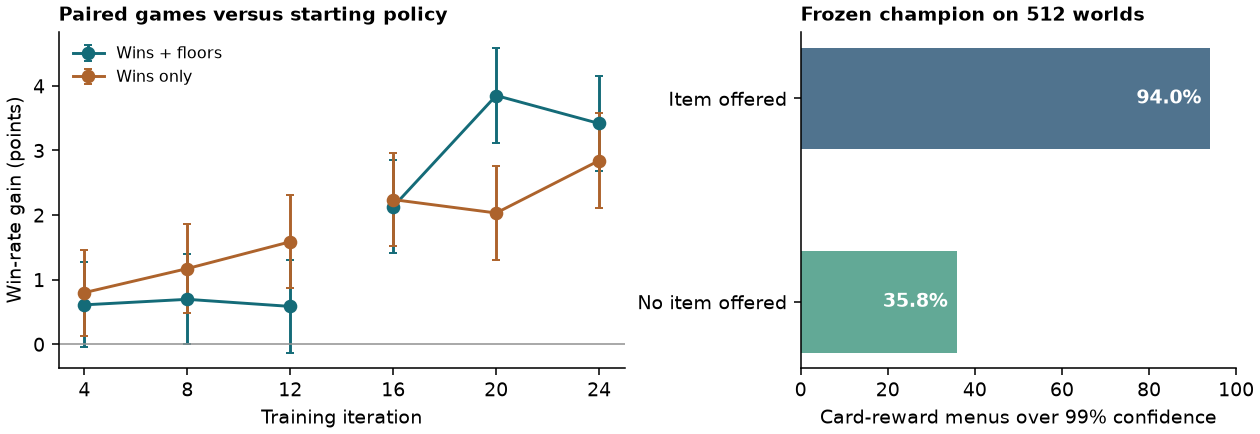 Paired games versus starting policy
Wins + floors
Wins only
Win-rate gain (points)
4
3
2
1
0
4
8
12
16
20
24
Training iteration
Frozen champion on 512 worlds
Item offered
94.0%
No item offered
35.8%
0
20
40
60
80
100
Card-reward menus over 99% confidence